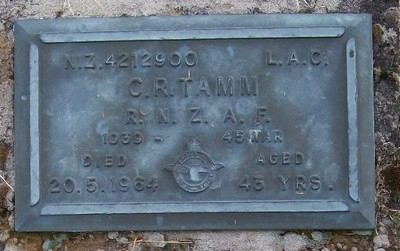 N.Z.4212900 L.A.C.
C.R.TAMM
R. N. Z. A. F.
1939 - 45 WAR
DIED AGED
20.5.1964 43 YRS.